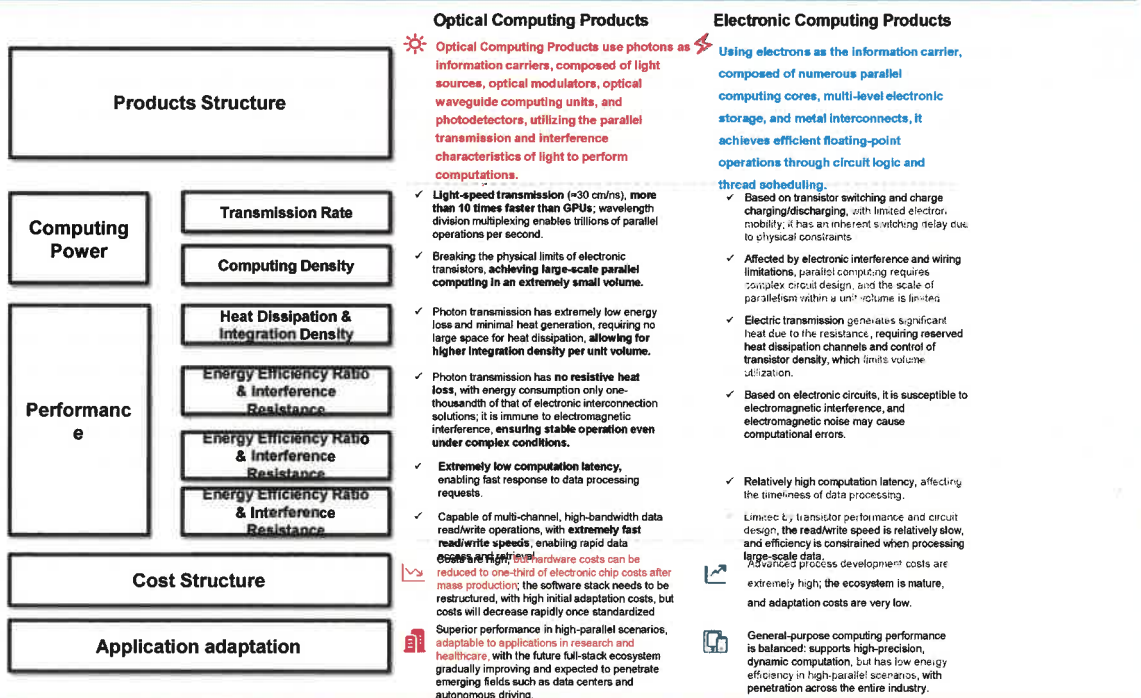 Optical Computing Products
Electronic Computing Products
Products Structure
Optical Computing Products use photons as
information carriers, composed of light
sources, optical modulators, optical
waveguide computing units, and
photodetectors, utilizing the parallel
transmission and interference
characteristics of light to perform
computations.
Using electrons as the information carrier,
composed of numerous parallel
computing cores, multi-level electronic
storage, and metal interconnects, it
achieves efficient floating-point
operations through circuit logic and
thread scheduling.
Computing
Power
Transmission Rate
✓ Light-speed transmission (≈30 cm/ns), more
than 10 times faster than GPUs; wavelength
division multiplexing enables trillions of parallel
operations per second.
✓ Based on transistor switching and charge
charging/discharging, with limited electron
mobility; it has an inherent switching delay due
to physical constraints
Computing Density
✓ Breaking the physical limits of electronic
transistors, achieving large-scale parallel
computing in an extremely small volume.
✓ Affected by electronic interference and wiring
limitations, parallel computing requires
complex circuit design, and the scale of
parallelism within a unit volume is limited
Performanc
e
Heat Dissipation &
Integration Density
✓ Photon transmission has extremely low energy
loss and minimal heat generation, requiring no
large space for heat dissipation, allowing for
higher integration density per unit volume.
✓ Electric transmission generates significant
heat due to the resistance, requiring reserved
heat dissipation channels and control of
transistor density, which limits volume
utilization.
Energy Efficiency Ratio
& Interference
Resistance
✓ Photon transmission has no resistive heat
loss, with energy consumption only one-
thousandth of that of electronic interconnection
solutions; it is immune to electromagnetic
interference, ensuring stable operation even
under complex conditions.
✓ Based on electronic circuits, it is susceptible to
electromagnetic interference, and
electromagnetic noise may cause
computational errors.
Energy Efficiency Ratio
& Interference
Resistance
✓ Extremely low computation latency,
enabling fast response to data processing
requests.
✓ Relatively high computation latency, affecting
the timeliness of data processing.
Energy Efficiency Ratio
& Interference
Resistance
✓ Capable of multi-channel, high-bandwidth data
read/write operations, with extremely fast
read/write speeds, enabling rapid data
access and retrieval.
Limited by transistor performance and circuit
design, the read/write speed is relatively slow,
and efficiency is constrained when processing
large-scale data.
Cost Structure
Costs are high, but hardware costs can be
reduced to one-third of electronic chip costs after
mass production; the software stack needs to be
restructured, with high initial adaptation costs, but
costs will decrease rapidly once standardized
Advanced process development costs are
extremely high; the ecosystem is mature,
and adaptation costs are very low.
Application adaptation
Superior performance in high-parallel scenarios,
adaptable to applications in research and
healthcare, with the future full-stack ecosystem
gradually improving and expected to penetrate
emerging fields such as data centers and
autonomous driving.
General-purpose computing performance
is balanced: supports high-precision,
dynamic computation, but has low energy
efficiency in high-parallel scenarios, with
penetration across the entire industry.